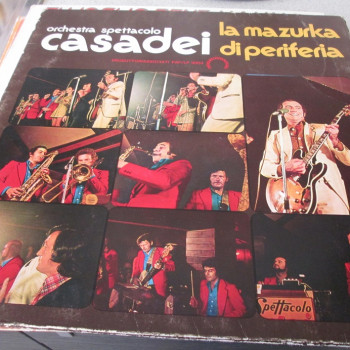 orchestra spettacolo
casadei
la mazurka
di periferia
Spettacolo